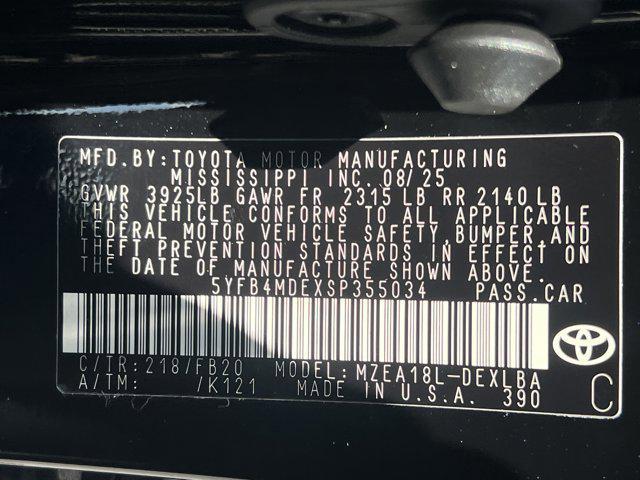 MFD.BY:TOYOTA MOTOR MANUFACTURING
MISSISSIPPI INC. 08/25
GVWR 3925LB GAWR FR 2315 LB RR 2140 LB
THIS VEHICLE CONFORMS TO ALL APPLICABLE
FEDERAL MOTOR VEHICLE SAFETY,BUMPER,AND
THEFT PREVENTION STANDARDS IN EFFECT ON
THE DATE OF MANUFACTURE SHOWN ABOVE.
5YFB4MDEXSP355034 PASS.CAR
C/TR:218/FB20 MODEL:MZEA18L-DEXLBA
A/TM: /K121 MADE IN U.S.A. 390 C